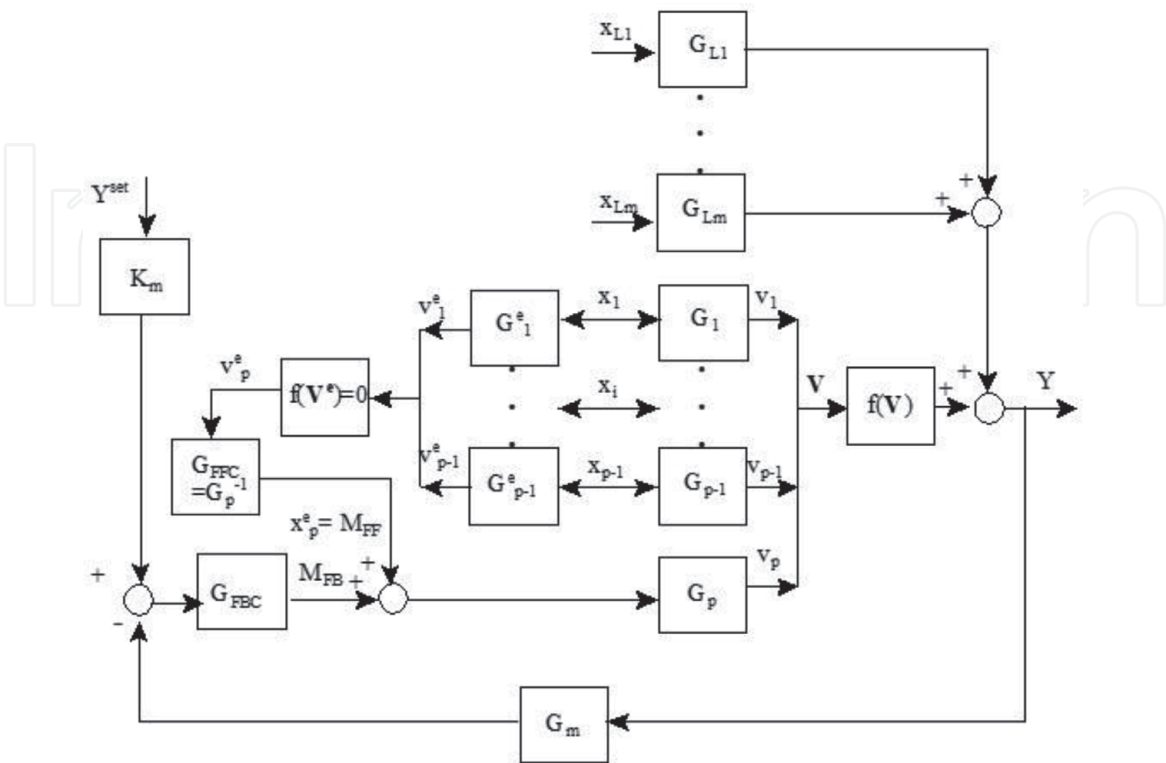 x_L1
G_L1
+
x_Lm
G_Lm
+
Y^set
K_m
v^e_1
G^e_1
x_1
G_1
v_1
v^e_p
f(V^e)=0
x_i
V
f(V)
+
+
Y
G_FFC
=G_p^-1
v^e_p-1
G^e_p-1
x_p-1
G_p-1
v_p-1
x^e_p= M_FF
+
G_FBC
M_FB
+
+
G_p
v_p
-
G_m